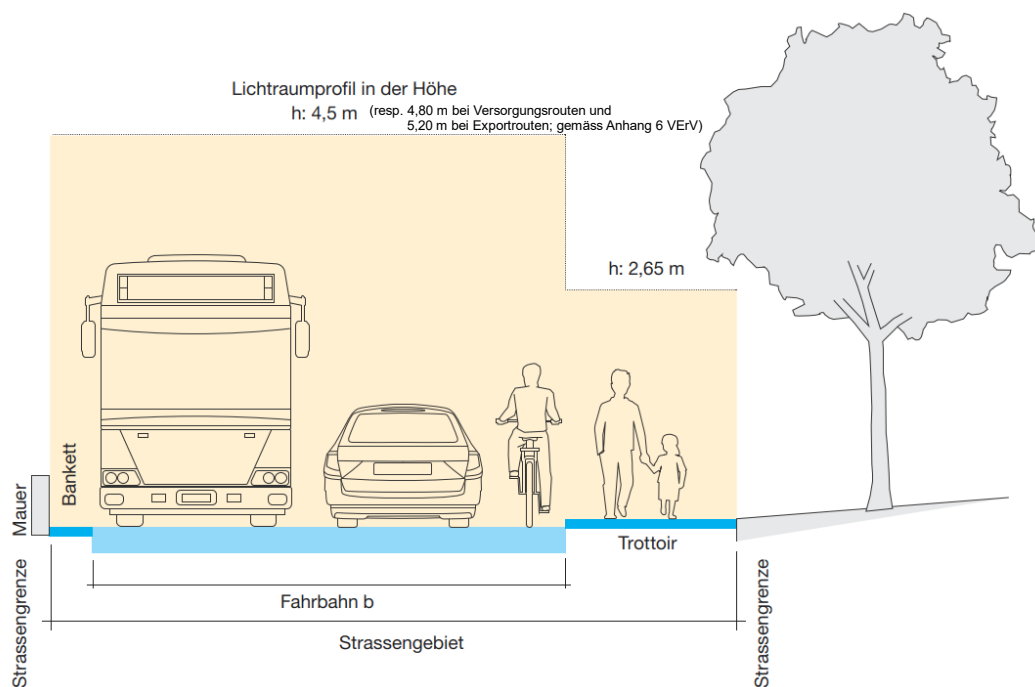 Lichtraumprofil in der Höhe
h: 4,5 m (resp. 4,80 m bei Versorgungsrouten und
5,20 m bei Exportrouten; gemäss Anhang 6 VErV)
h: 2,65 m
Mauer
Bankett
Trottoir
Fahrbahn b
Strassengebiet
Strassengrenze
Strassengrenze